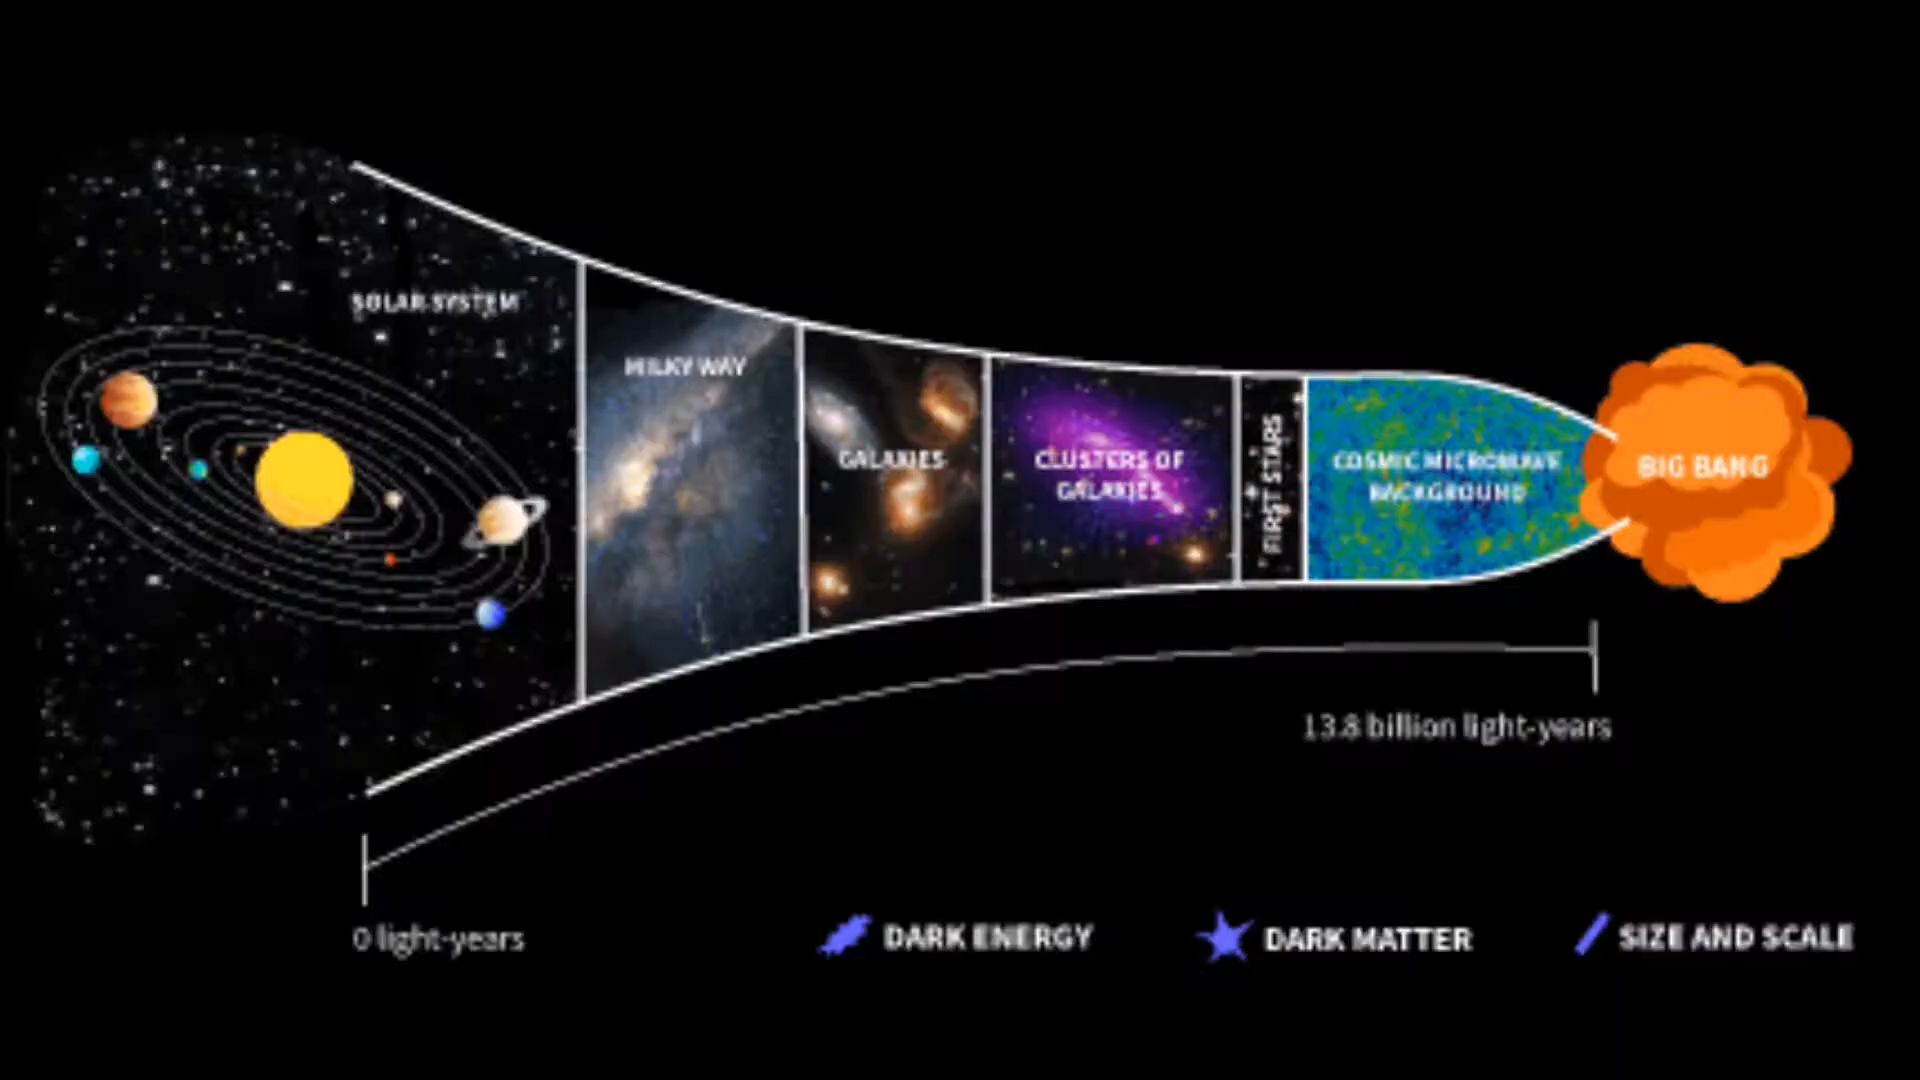 SOLAR SYSTEM
MILKY WAY
GALAXIES
CLUSTERS OF
GALAXIES
FIRST STARS
COSMIC MICROWAVE
BACKGROUND
BIG BANG
13.8 billion light-years
0 light-years
DARK ENERGY
DARK MATTER
SIZE AND SCALE